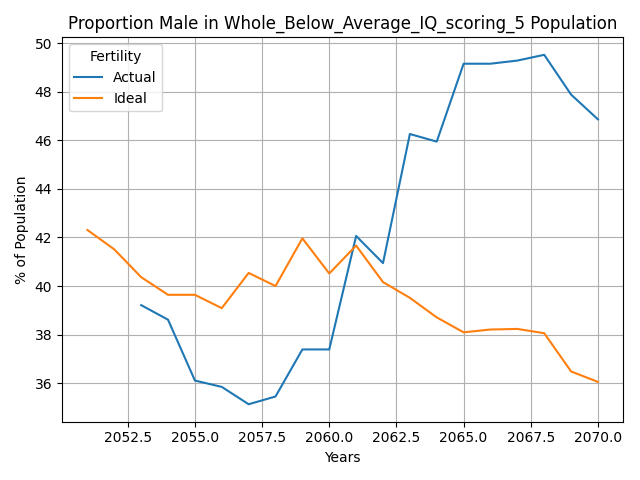 Proportion Male in Whole_Below_Average_IQ_scoring_5 Population
% of Population
50
48
46
44
42
40
38
36
Fertility
Actual
Ideal
2052.5 2055.0 2057.5 2060.0 2062.5 2065.0 2067.5 2070.0
Years